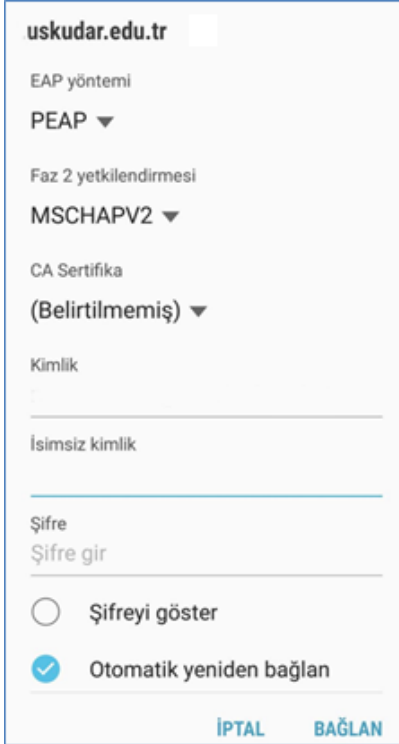 uskudar.edu.tr
EAP yöntemi
PEAP
Faz 2 yetkilendirmesi
MSCHAPV2
CA Sertifika
(Belirtilmemiş)
Kimlik
İsimsiz kimlik
Şifre
Şifre gir
Şifreyi göster
Otomatik yeniden bağlan
İPTAL BAĞLAN